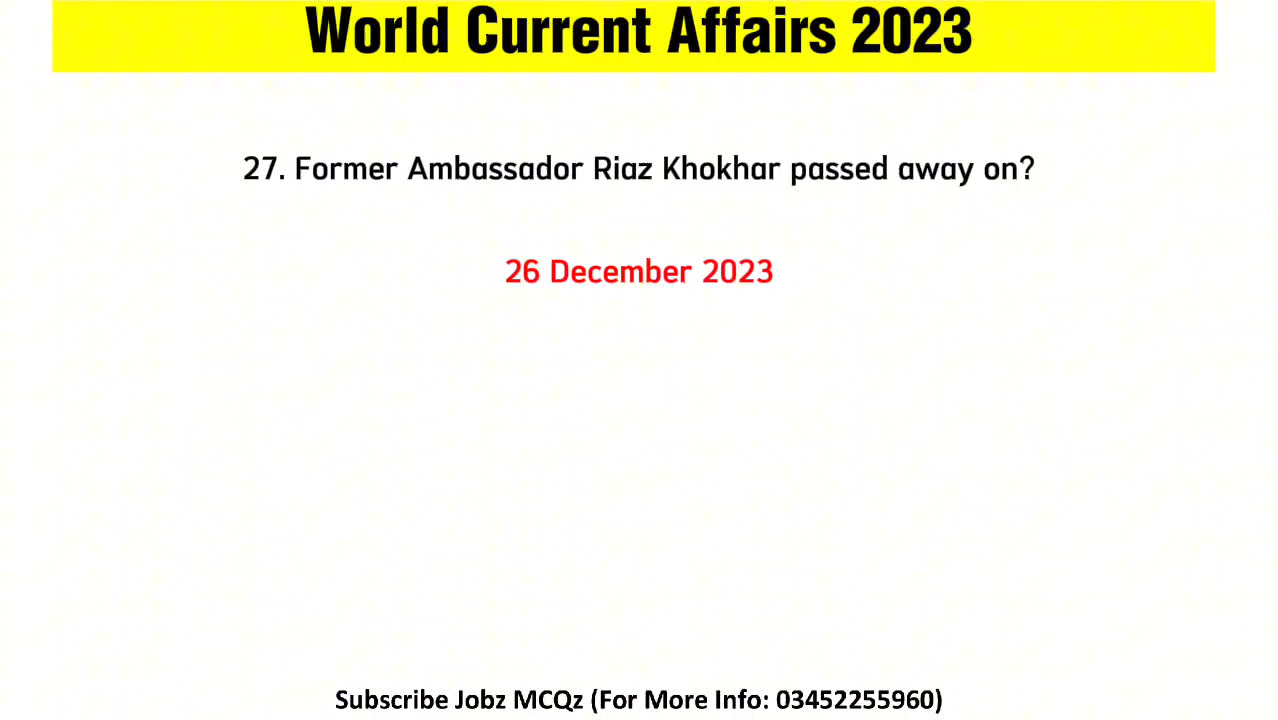 World Current Affairs 2023
27. Former Ambassador Riaz Khokhar passed away on?
26 December 2023
Subscribe Jobz MCQz (For More Info: 03452255960)